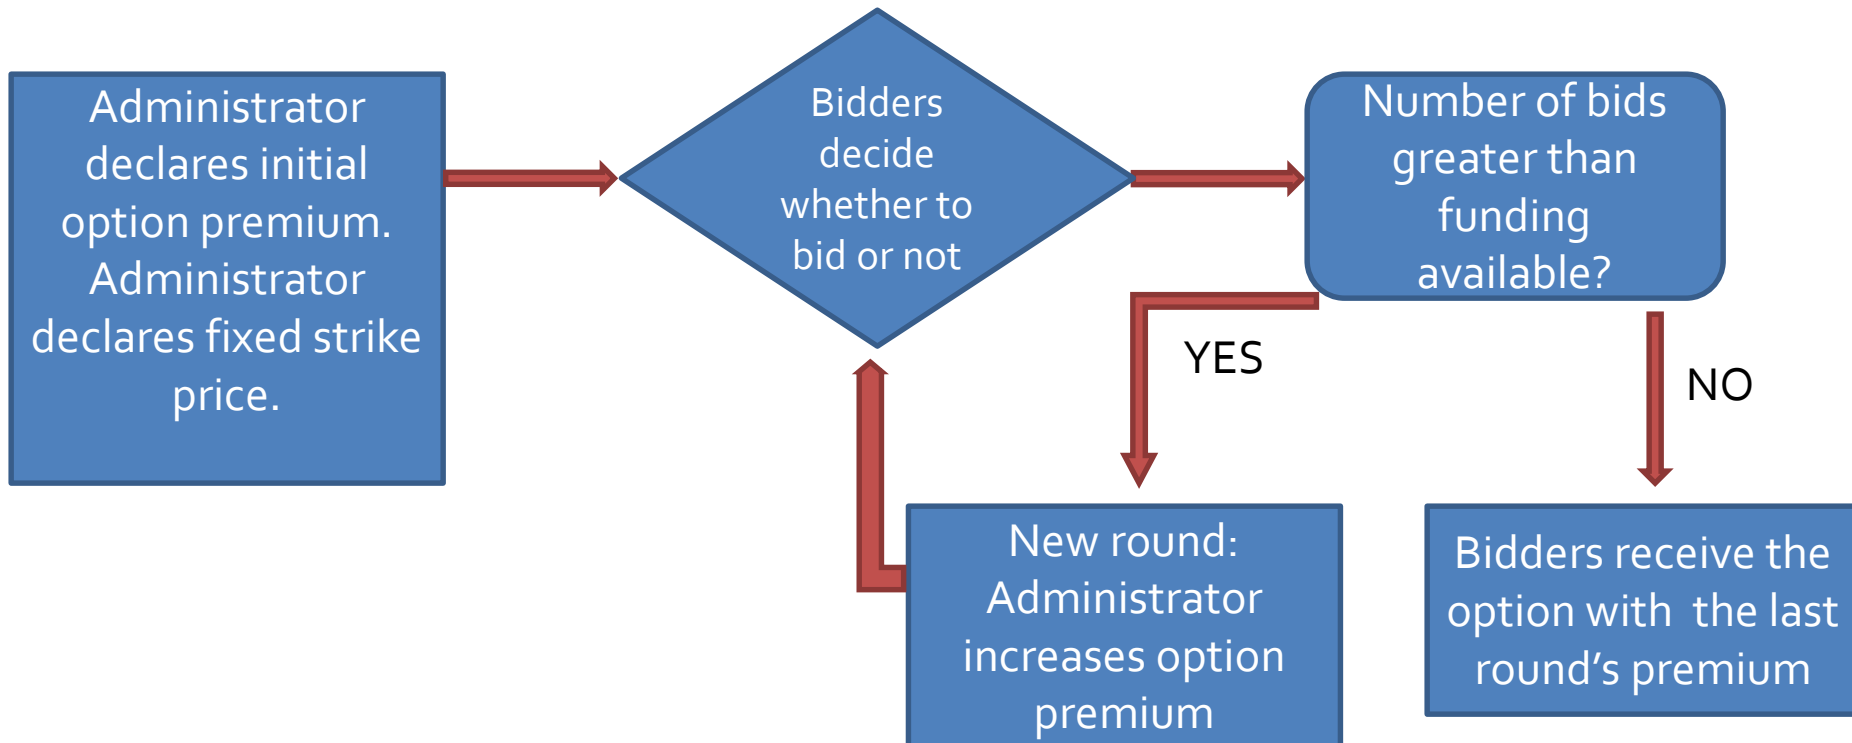 Administrator
declares initial
option premium.
Administrator
declares fixed strike
price.
Bidders
decide
whether to
bid or not
Number of bids
greater than
funding
available?
YES
NO
New round:
Administrator
increases option
premium
Bidders receive the
option with the last
round’s premium